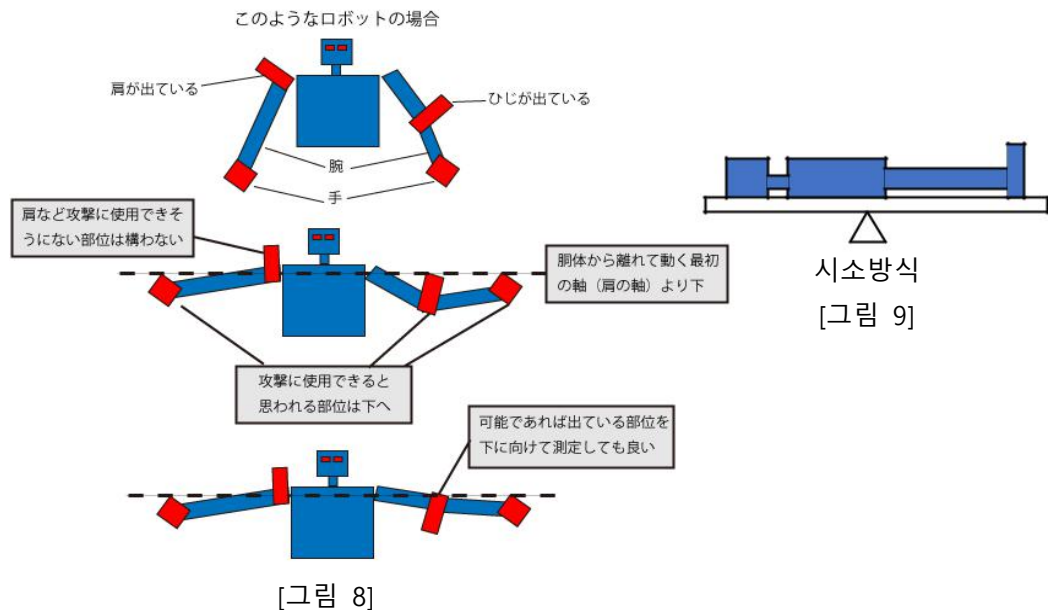 このようなロボットの場合
肩が出ている
ひじが出ている
腕
手
肩など攻撃に使用できそ
うにない部位は構わない
胴体から離れて動く最初
の軸（肩の軸）より下
攻撃に使用できると
思われる部位は下へ
可能であれば出ている部位を
下に向けて測定しても良い
[그림 8]
시소방식
[그림 9]